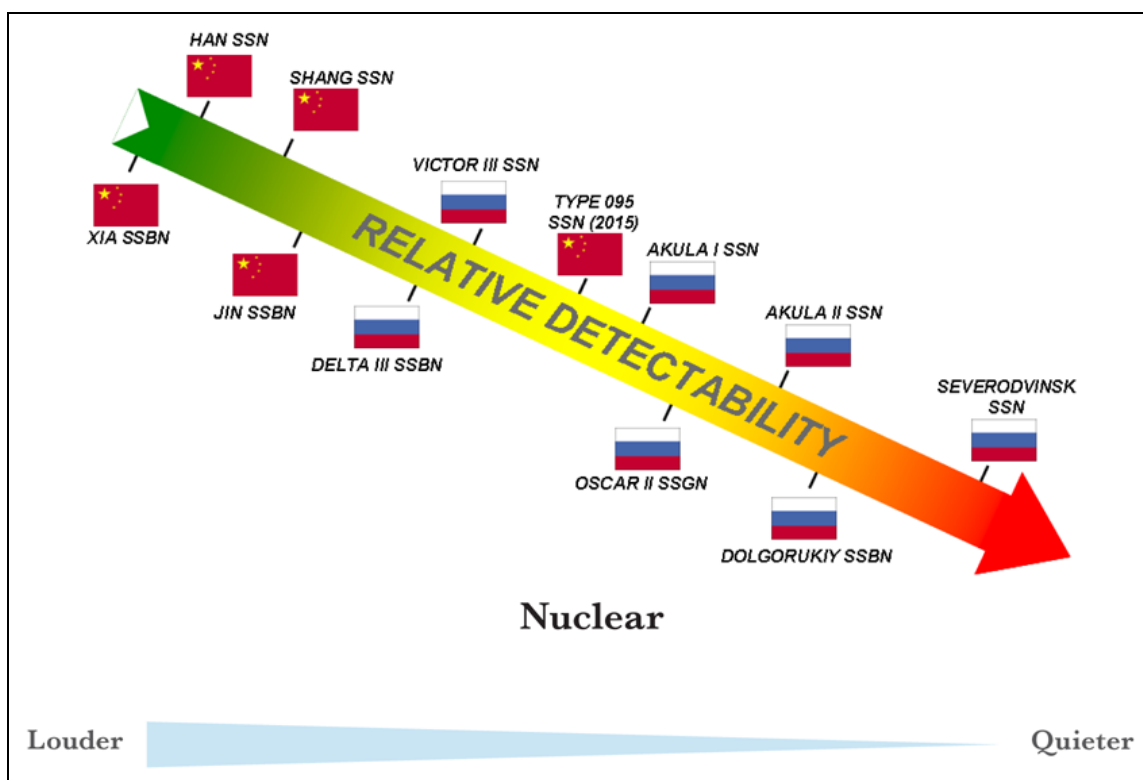 HAN SSN
SHANG SSN
XIA SSBN
JIN SSBN
VICTOR III SSN
DELTA III SSBN
TYPE 095
SSN (2015)
AKULA I SSN
RELATIVE DETECTABILITY
AKULA II SSN
OSCAR II SSGN
SEVERODVINSK
SSN
DOLGORUKIY SSBN
Nuclear
Louder
Quieter